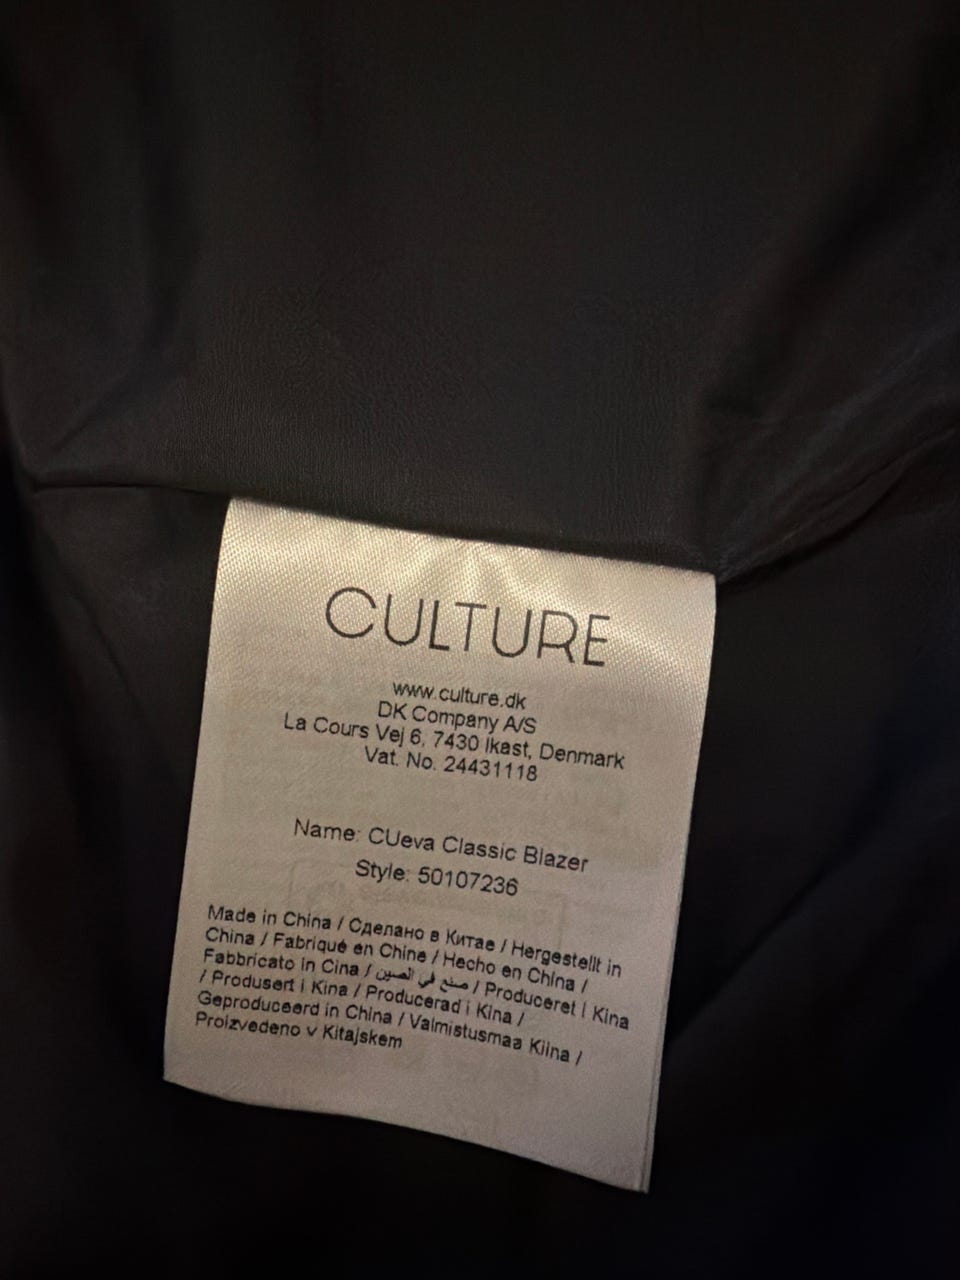 CULTURE
www.culture.dk
DK Company A/S
La Cours Vej 6, 7430 Ikast, Denmark
Vat. No. 24431118
Name: CUeva Classic Blazer
Style: 50107236
Made in China / Сделано в Китае / Hergestellt in
China / Fabriqué en Chine / Hecho en China /
Fabbricato in Cina / صنع في الصين / Produceret i Kina
/ Produsert i Kina / Producerad i Kina /
Geproduceerd in China / Valmistusmaa Kiina /
Proizvedeno v Kitajskem